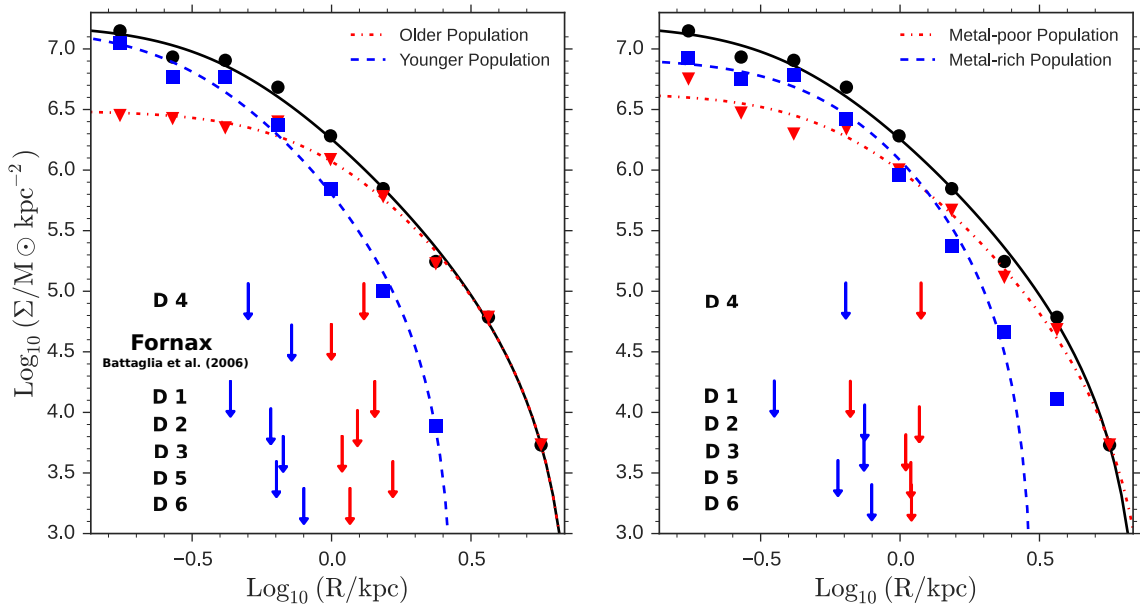 Log₁₀ (Σ/M⊙ kpc⁻²)
7.0
6.5
6.0
5.5
5.0
4.5
4.0
3.5
3.0
Older Population
Younger Population
D 4
Fornax
Battaglia et al. (2006)
D 1
D 2
D 3
D 5
D 6
−0.5 0.0 0.5
Log₁₀ (R/kpc)
Log₁₀ (Σ/M⊙ kpc⁻²)
7.0
6.5
6.0
5.5
5.0
4.5
4.0
3.5
3.0
Metal-poor Population
Metal-rich Population
D 4
D 1
D 2
D 3
D 5
D 6
−0.5 0.0 0.5
Log₁₀ (R/kpc)